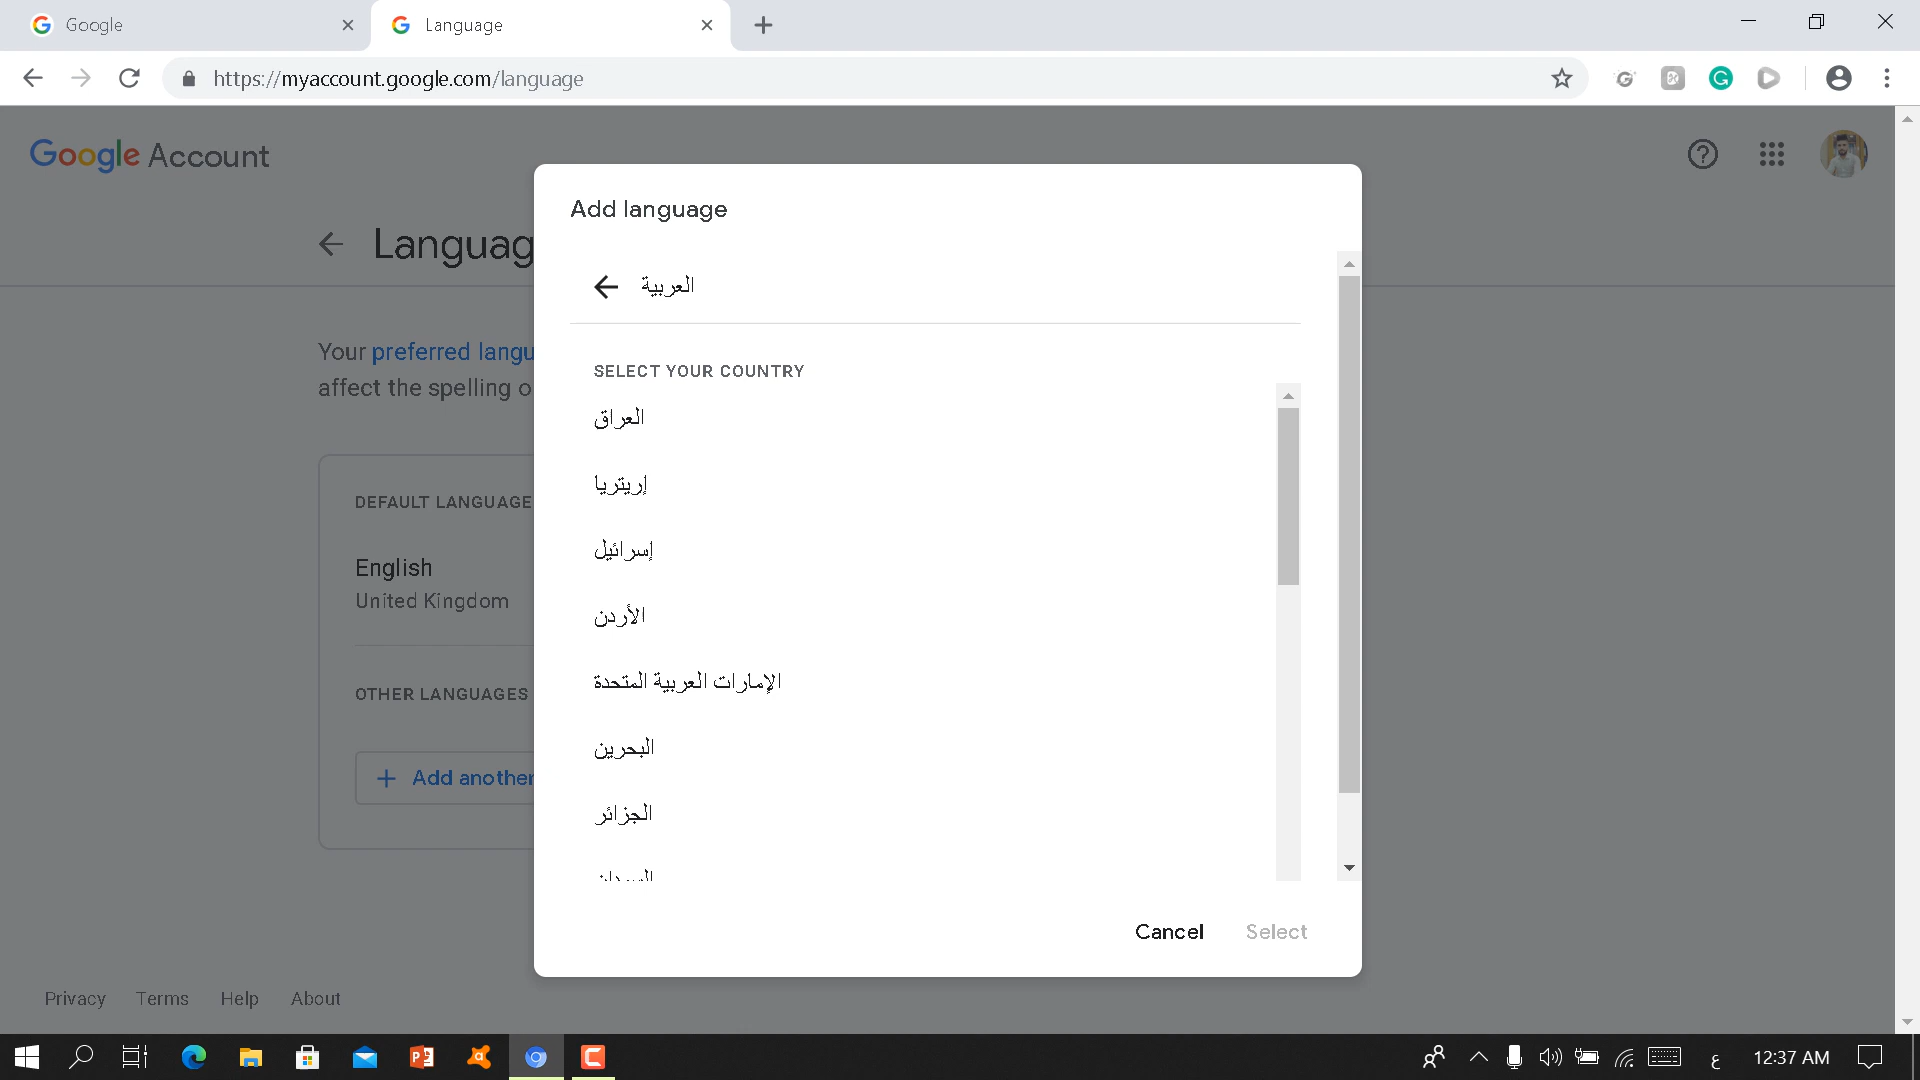 Google
Language
https://myaccount.google.com/language
Google Account
Languag
Your preferred langu
affect the spelling o
DEFAULT LANGUAGE
English
United Kingdom
OTHER LANGUAGES
Add another
Add language
العربية
SELECT YOUR COUNTRY
العراق
إريتريا
إسرائيل
الأردن
الإمارات العربية المتحدة
البحرين
الجزائر
Cancel
Select
Privacy
Terms
Help
About
ع
12:37 AM